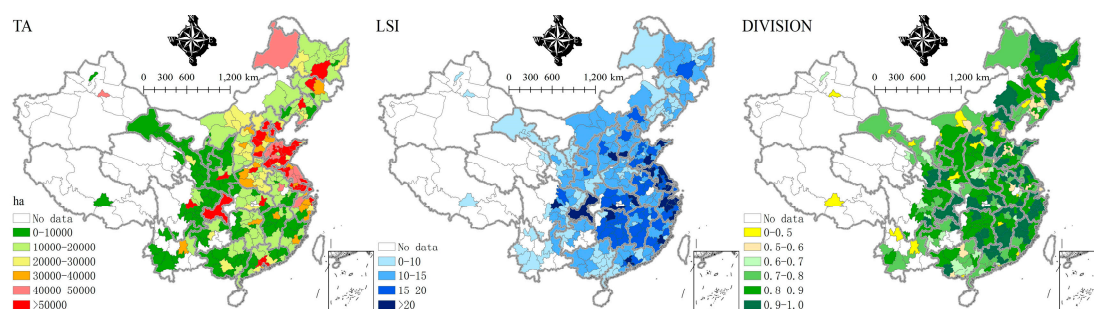 TA
0 300 600 1,200 km
ha
No data
0-10000
10000-20000
20000-30000
30000-40000
40000 50000
>50000
LSI
0 300 600 1,200 km
No data
0-10
10-15
15 20
>20
DIVISION
0 300 600 1,200 km
No data
0-0.5
0.5-0.6
0.6-0.7
0.7-0.8
0.8 0.9
0.9-1.0